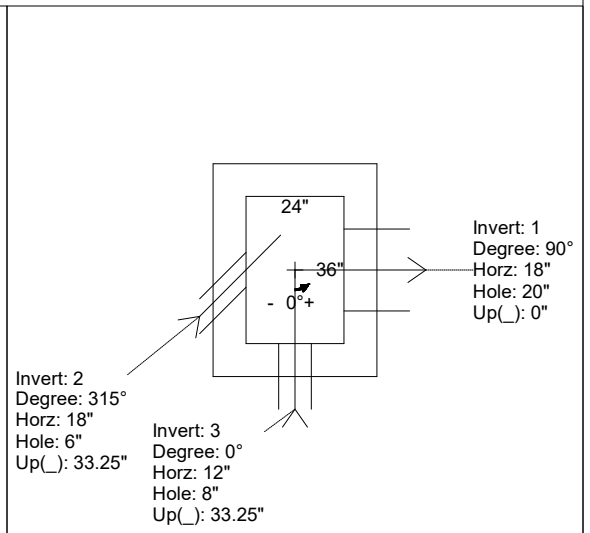 24"
36"
- 0°+
Invert: 1
Degree: 90°
Horz: 18"
Hole: 20"
Up(_): 0"
Invert: 2
Degree: 315°
Horz: 18"
Hole: 6"
Up(_): 33.25"
Invert: 3
Degree: 0°
Horz: 12"
Hole: 8"
Up(_): 33.25"